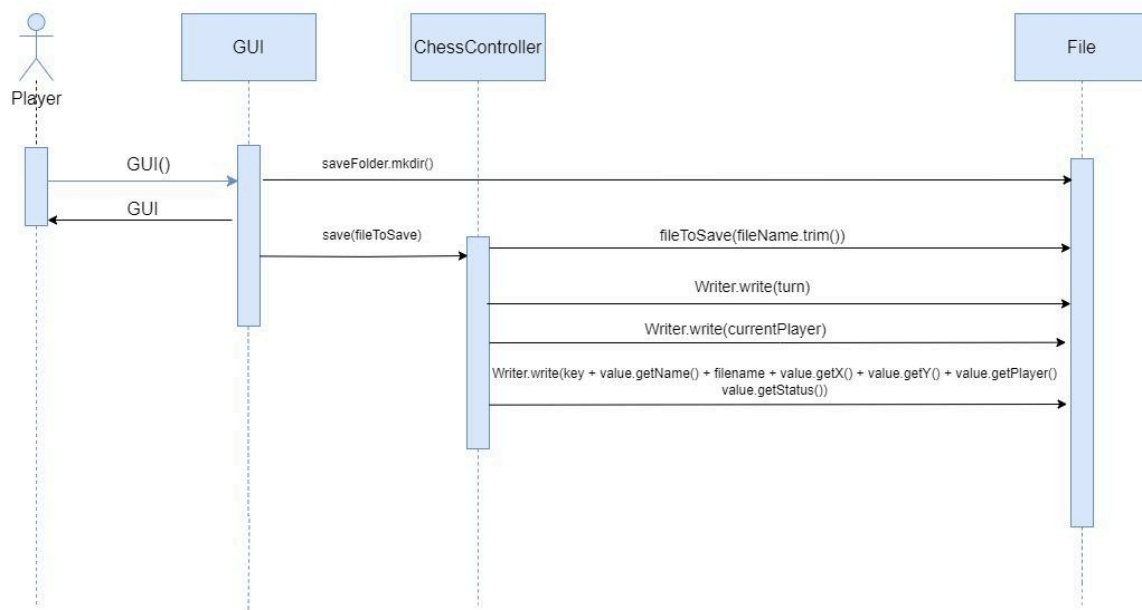 GUI
ChessController
File
Player
GUI()
saveFolder.mkdir()
GUI
save(fileToSave)
fileToSave(fileName.trim())
Writer.write(turn)
Writer.write(currentPlayer)
Writer.write(key + value.getName() + filename + value.getX() + value.getY() + value.getPlayer()
value.getStatus())